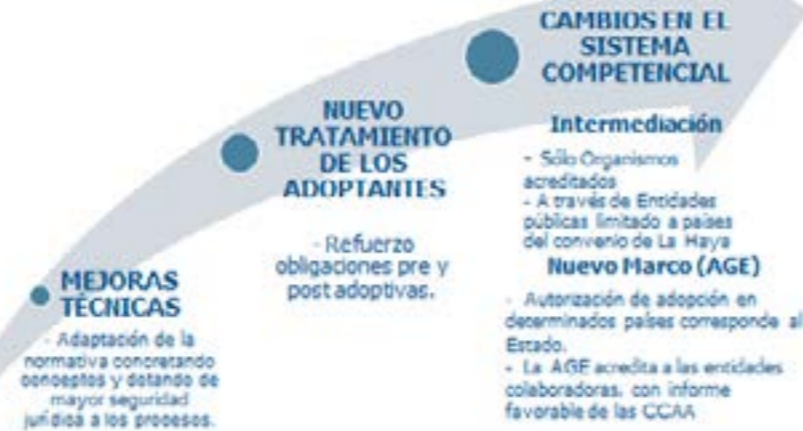 MEJORAS
TÉCNICAS
- Adaptación de la
normativa concretando
conceptos y dotando de
mayor seguridad
jurídica a los procesos.
NUEVO
TRATAMIENTO
DE LOS
ADOPTANTES
- Refuerzo
obligaciones pre y
post adoptivas.
CAMBIOS EN EL
SISTEMA
COMPETENCIAL
Intermediación
- Sólo Organismos
acreditados
- A través de Entidades
públicas limitado a países
del convenio de La Haya
Nuevo Marco (AGE)
- Autorización de adopción en
determinados países corresponde al
Estado.
- La AGE acredita a las entidades
colaboradoras, con informe
favorable de las CCAA